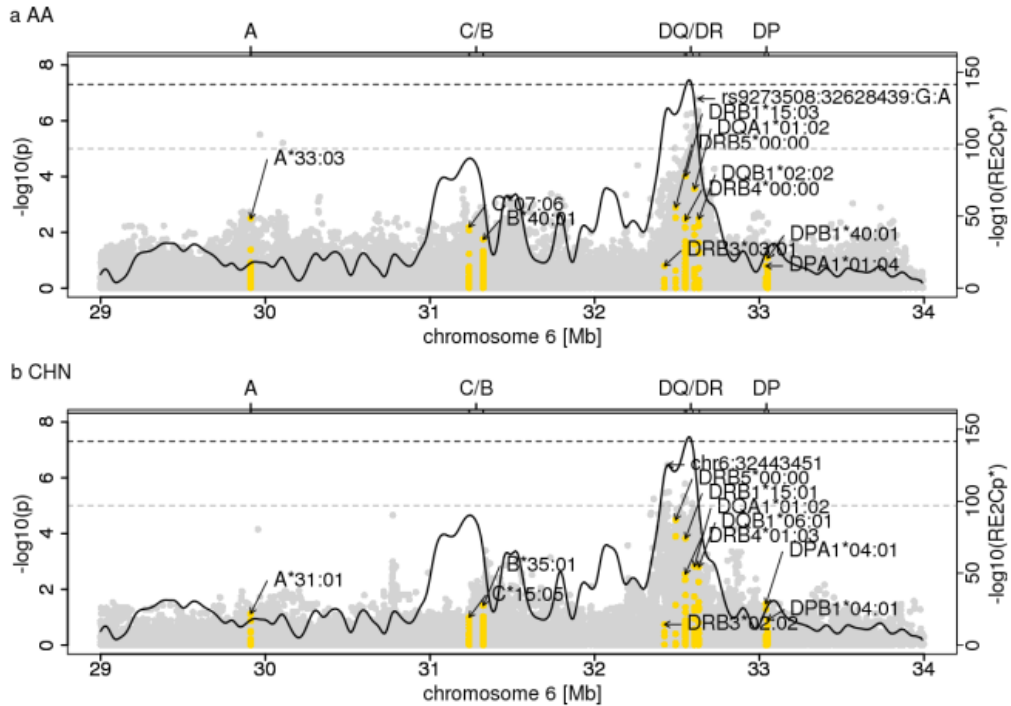 a AA
A C/B DQ/DR DP
8
6
4
2
0
-log10(p)
150
100
50
0
-log10(RE2Cp*)
rs9273508:32628439:G:A
DRB1*15:03
DQA1*01:02
DRB5*00:00
A*33:03
DQB1*02:02
DRB4*00:00
C*07:06
B*40:01
DPB1*40:01
DRB3*03:01
DPA1*01:04
29 30 31 32 33 34
chromosome 6 [Mb]
b CHN
A C/B DQ/DR DP
8
6
4
2
0
-log10(p)
150
100
50
0
-log10(RE2Cp*)
chr6:32443451
DRB5*00:00
DRB1*15:01
DQA1*01:02
DQB1*06:01
DRB4*01:03
DPA1*04:01
B*35:01
A*31:01
C*15:05
DPB1*04:01
DRB3*02:02
29 30 31 32 33 34
chromosome 6 [Mb]